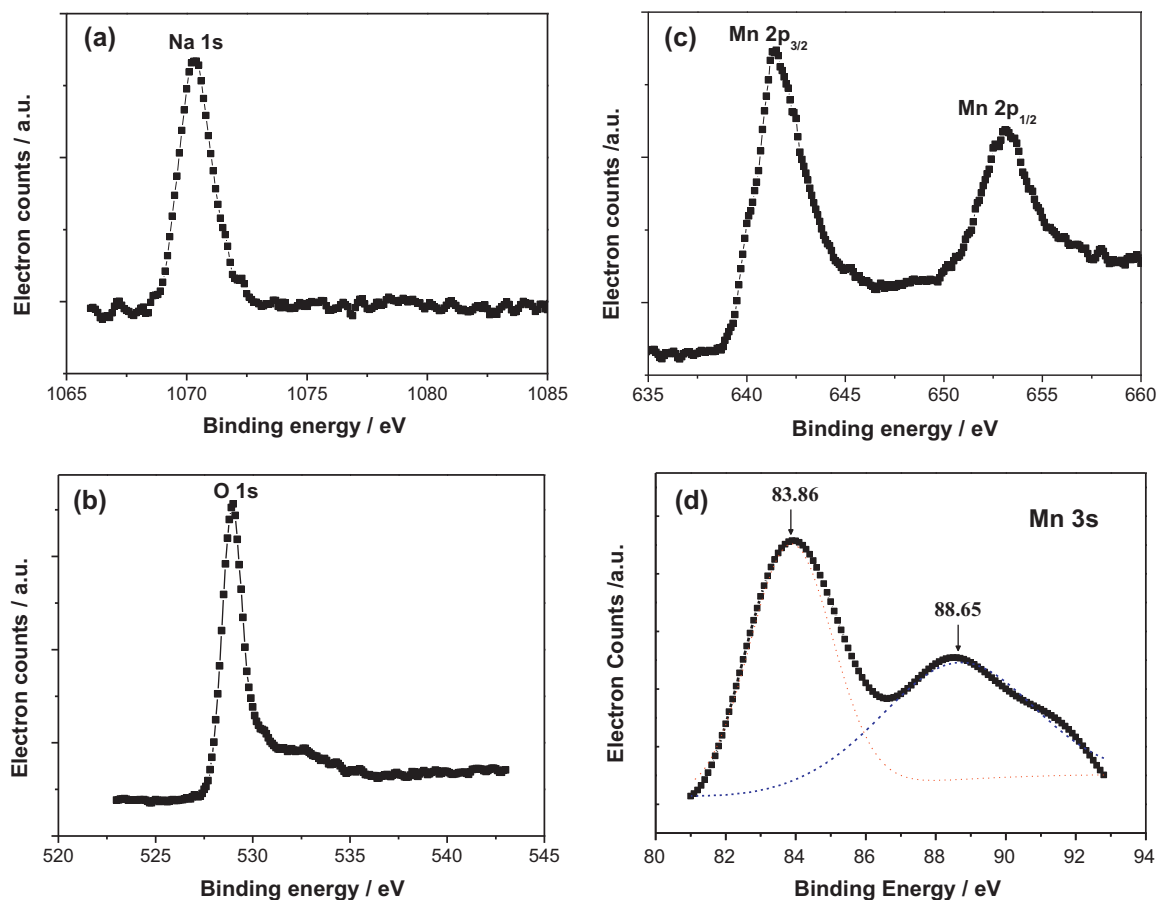 (a)
Na 1s
Electron counts / a.u.
1065 1070 1075 1080 1085
Binding energy / eV
(c)
Mn 2p3/2
Mn 2p1/2
Electron counts /a.u.
635 640 645 650 655 660
Binding energy / eV
(b)
O 1s
Electron counts / a.u.
520 525 530 535 540 545
Binding energy / eV
(d)
83.86
Mn 3s
88.65
Electron Counts /a.u.
80 82 84 86 88 90 92 94
Binding Energy / eV